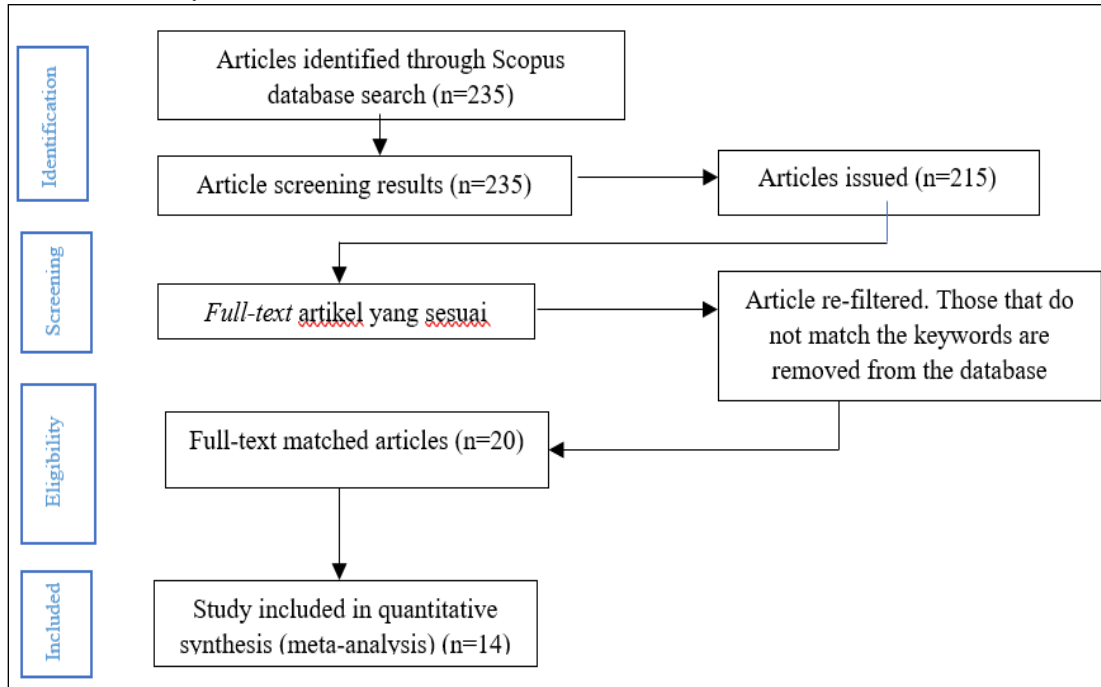 Identification
Articles identified through Scopus
database search (n=235)
Article screening results (n=235)
Articles issued (n=215)
Screening
Full-text artikel yang sesuai
Article re-filtered. Those that do
not match the keywords are
removed from the database
Eligibility
Full-text matched articles (n=20)
Included
Study included in quantitative
synthesis (meta-analysis) (n=14)